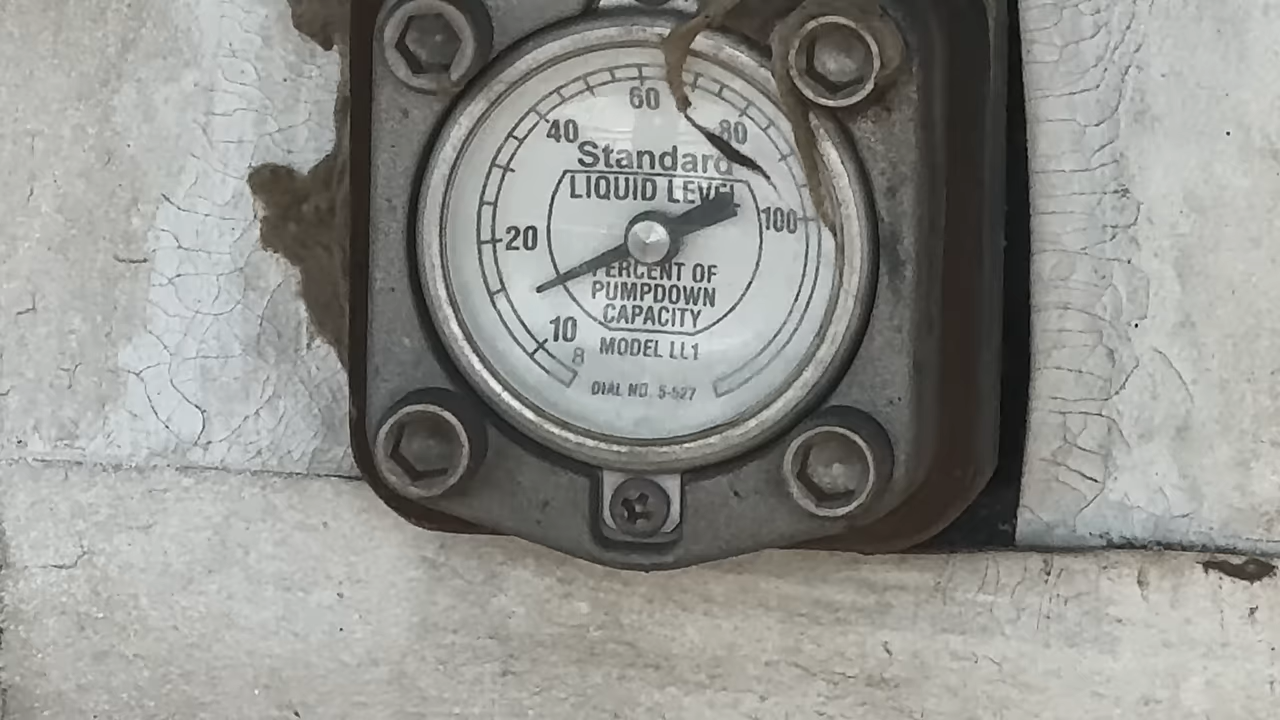 60
40
80
Standard
LIQUID LEVEL
100
20
PERCENT OF
PUMPDOWN
CAPACITY
10
8
MODEL LL1
DIAL NO. 5-527